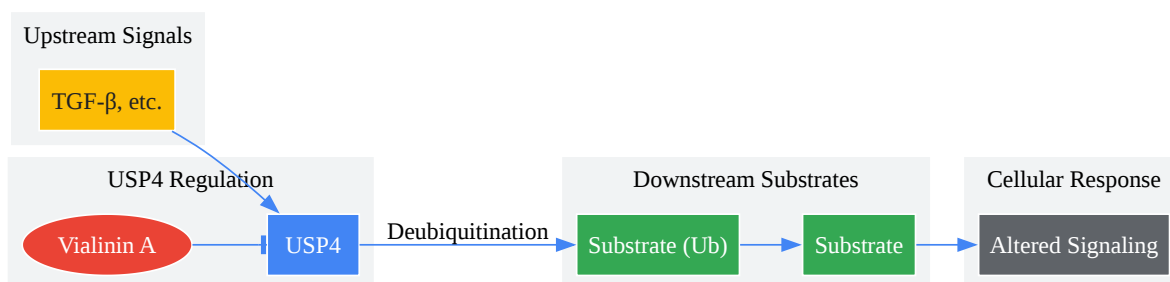 Upstream Signals
TGF-β, etc.
USP4 Regulation
Vialinin A
USP4
Deubiquitination
Downstream Substrates
Substrate (Ub)
Substrate
Cellular Response
Altered Signaling